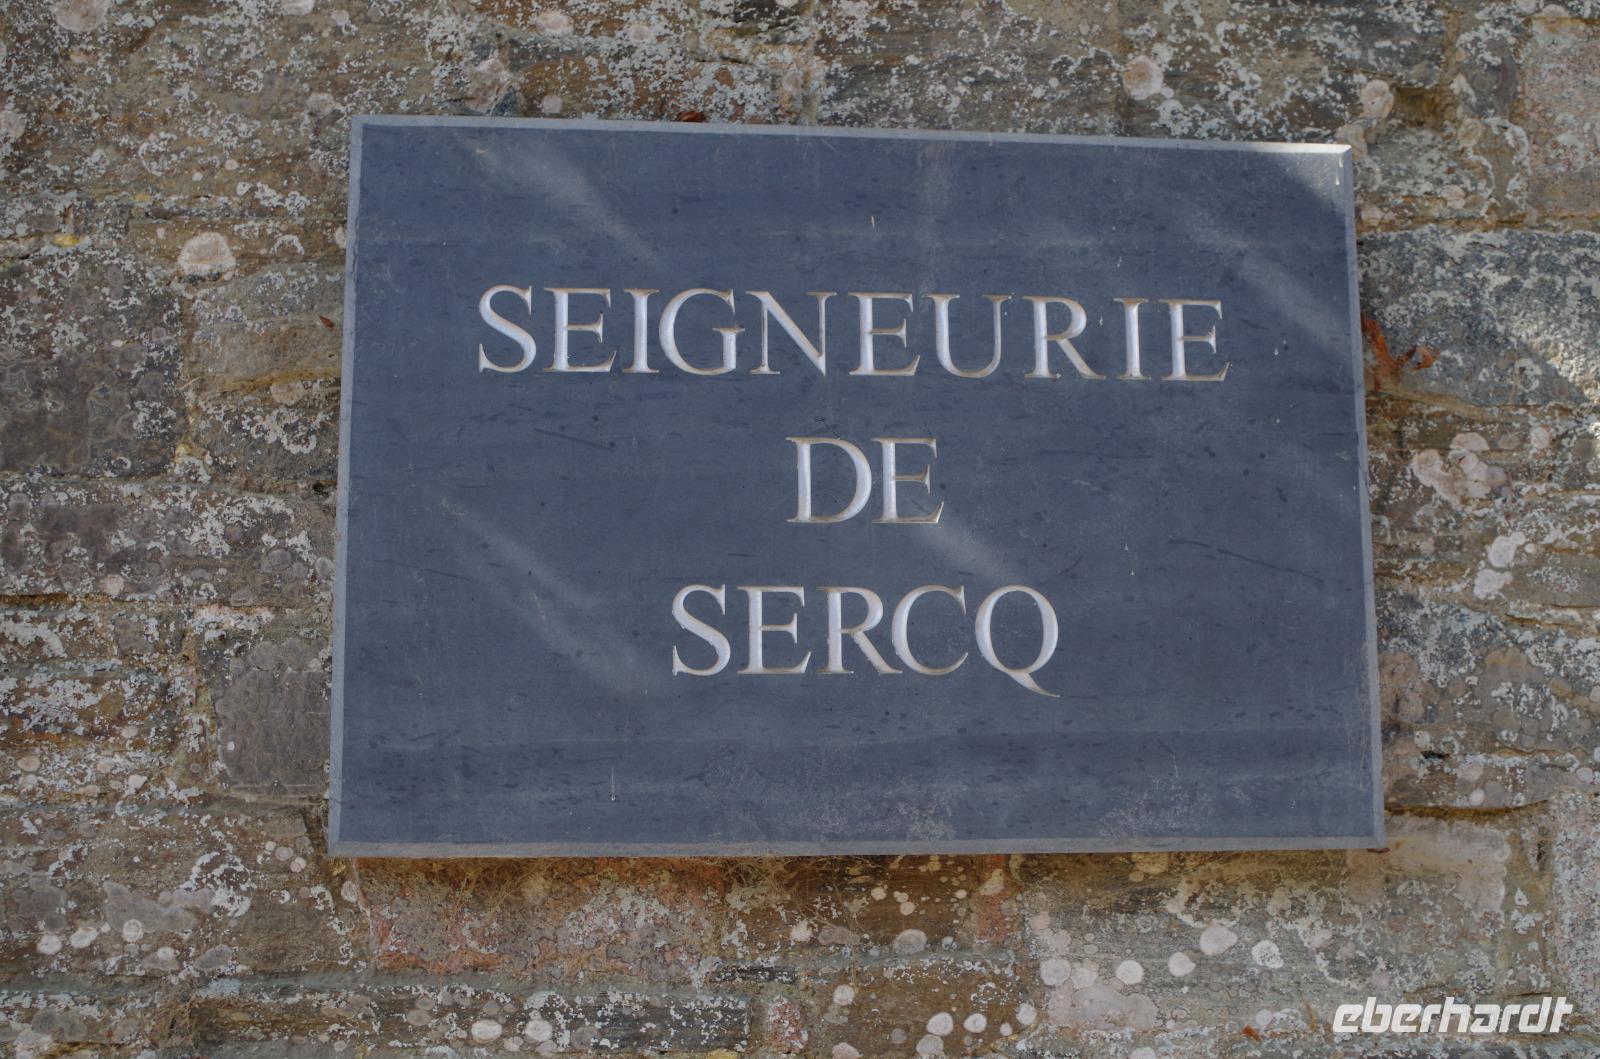 SEIGNEURIE
DE
SERCQ
eberhardt